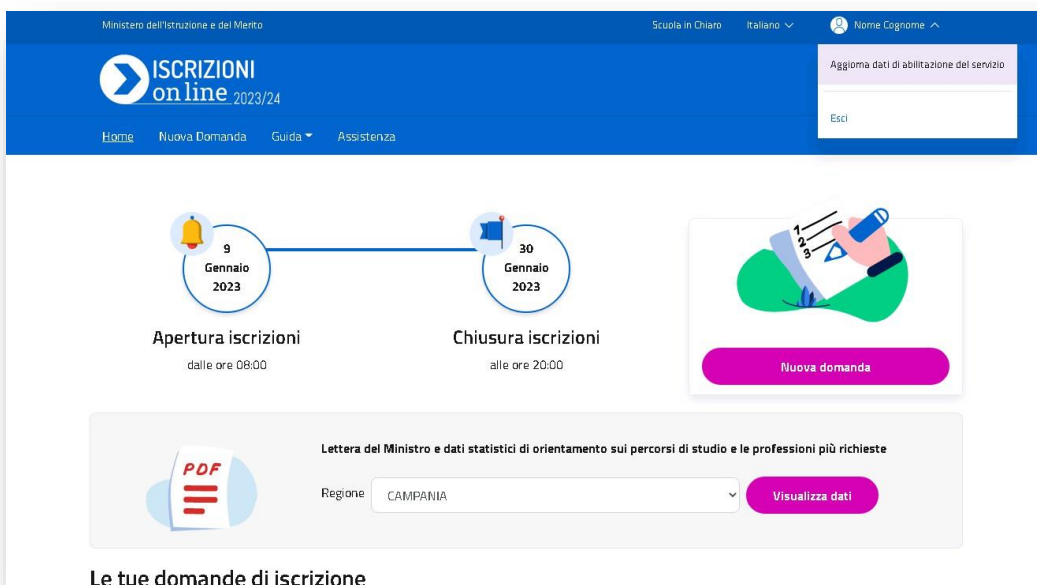 Ministero dell'Istruzione e del Merito
Scuola in Chiaro
Italiano
Nome Cognome
Aggiorna dati di abilitazione del servizio
Esci
ISCRIZIONI
on line 2023/24
Home
Nuova Domanda
Guida
Assistenza
9
Gennaio
2023
Apertura iscrizioni
dalle ore 08:00
30
Gennaio
2023
Chiusura iscrizioni
alle ore 20:00
1
2
3
Nuova domanda
PDF
Lettera del Ministro e dati statistici di orientamento sui percorsi di studio e le professioni più richieste
Regione
CAMPANIA
Visualizza dati
Le tue domande di iscrizione